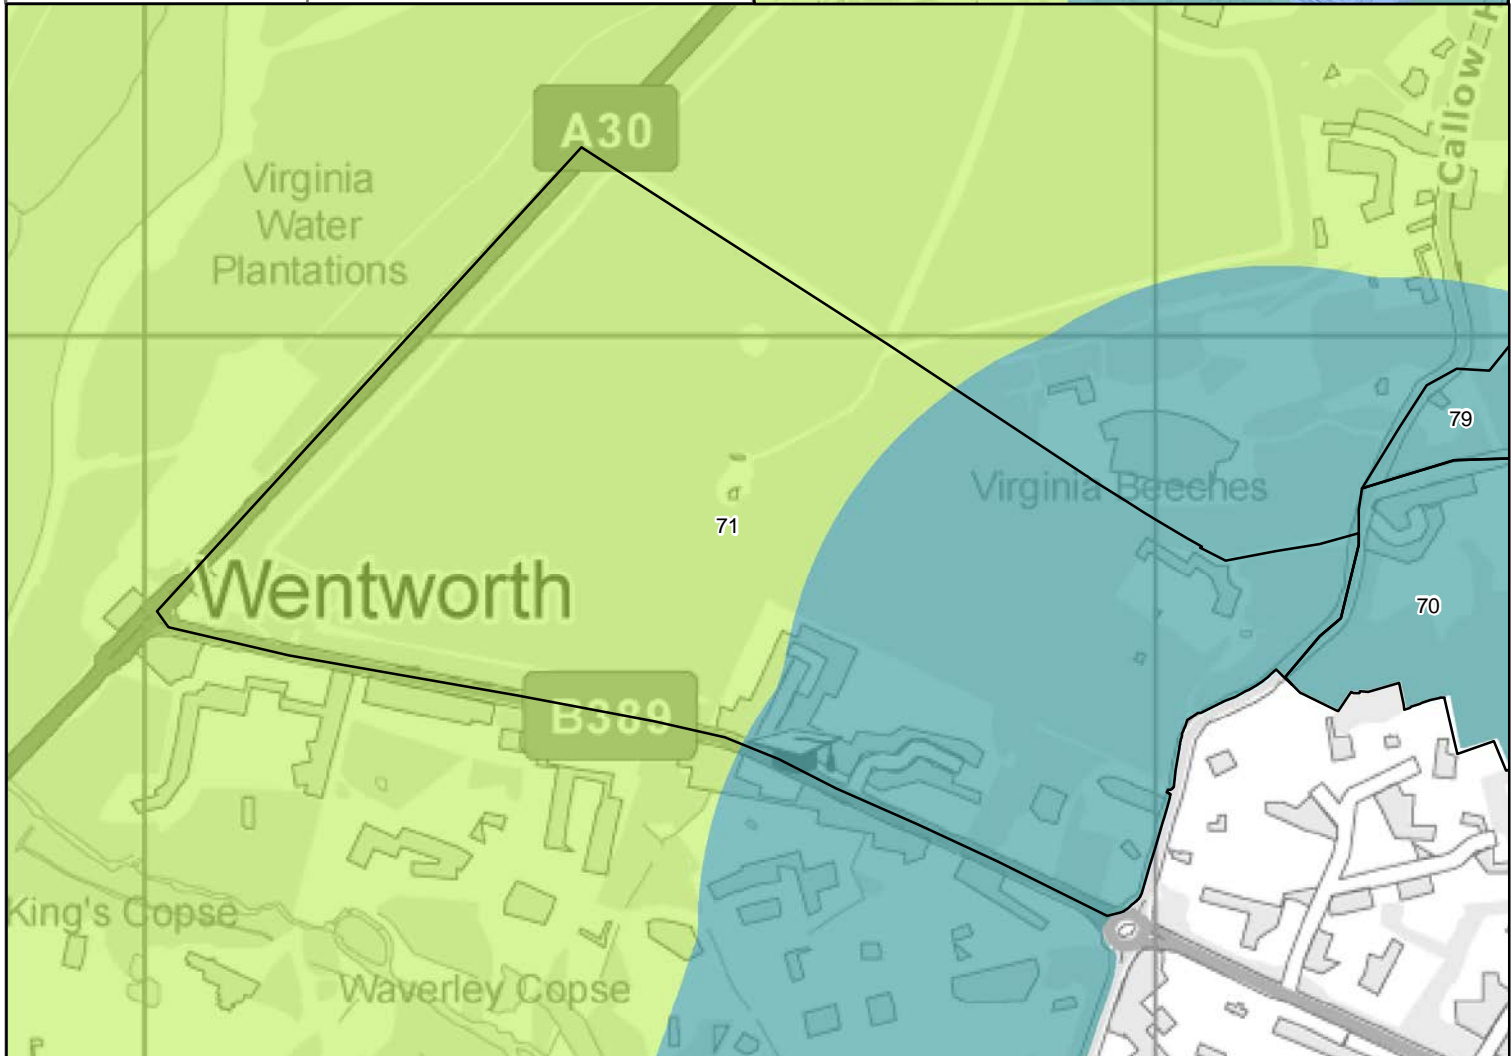 A30
Callow H
Virginia
Water
Plantations
79
Virginia Beeches
71
Wentworth
70
B389
King's Copse
Waverley Copse